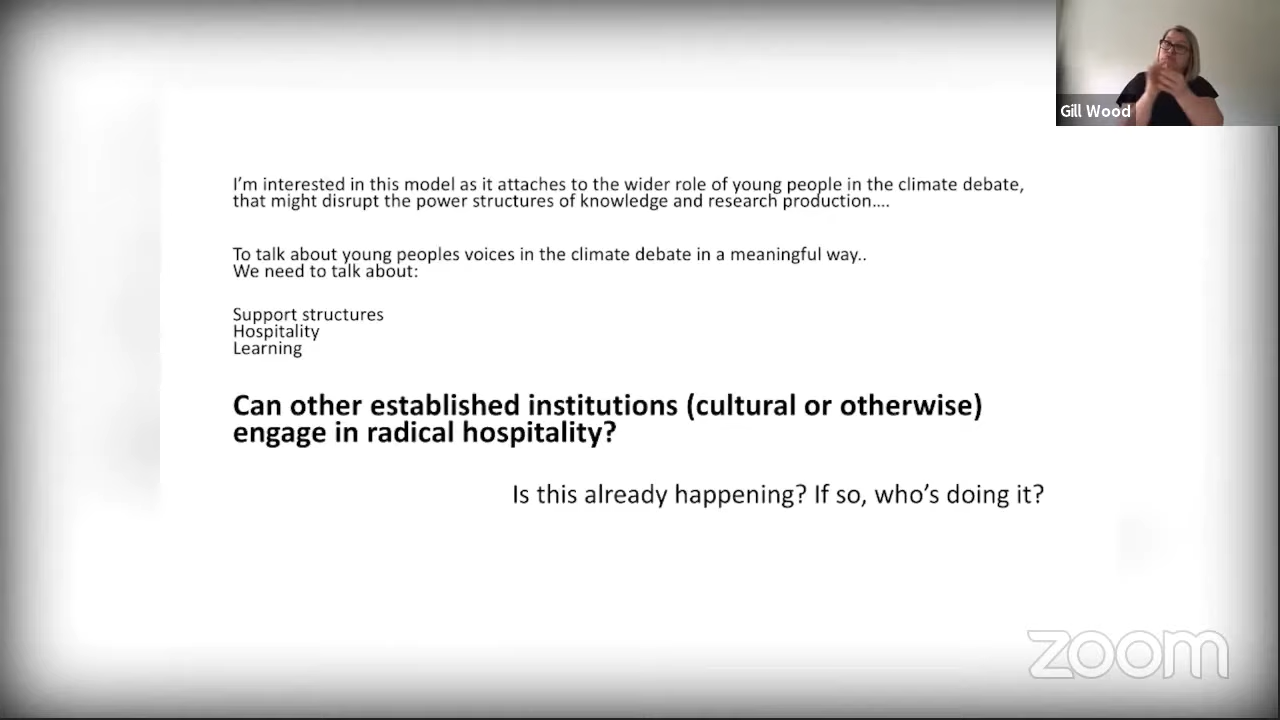 Gill Wood
I'm interested in this model as it attaches to the wider role of young people in the climate debate,
that might disrupt the power structures of knowledge and research production....
To talk about young peoples voices in the climate debate in a meaningful way..
We need to talk about:
Support structures
Hospitality
Learning
Can other established institutions (cultural or otherwise)
engage in radical hospitality?
Is this already happening? If so, who's doing it?
zoom